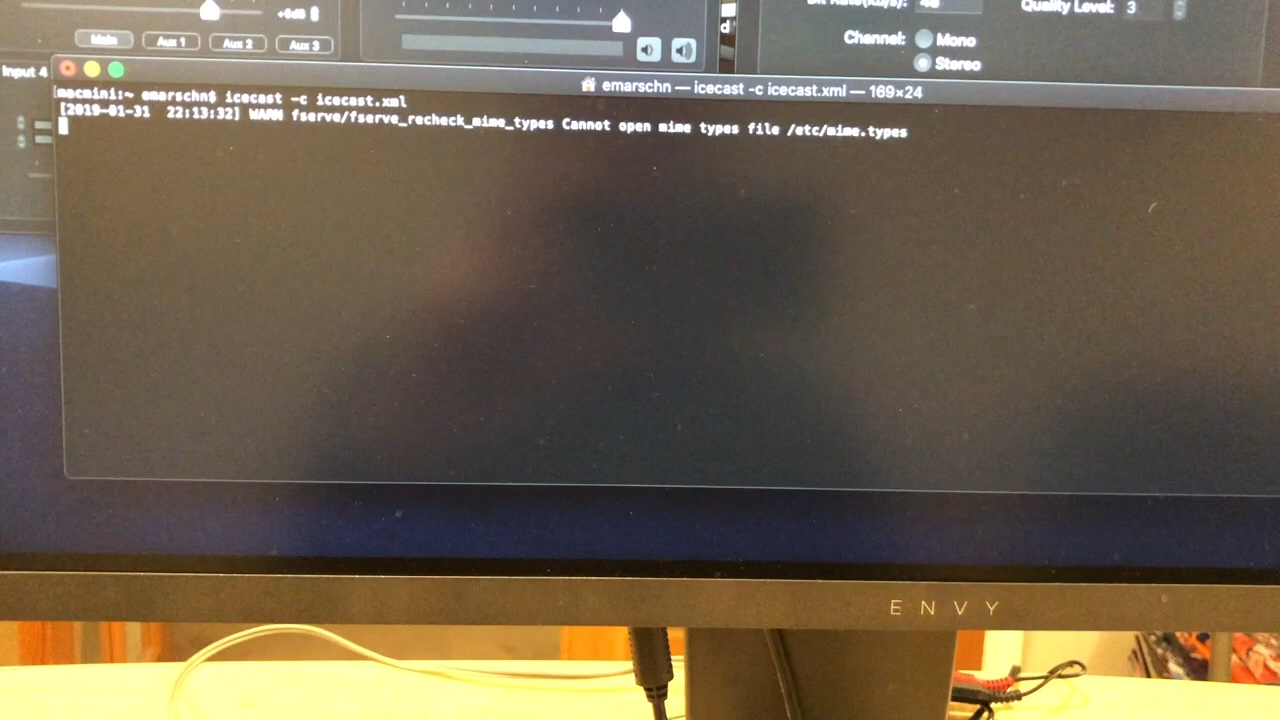 +6dB
Main Aux 1 Aux 2 Aux 3
Quality Level: 3
Channel: Mono
Stereo
Input 4
emarschn — icecast -c icecast.xml — 169×24
macmini:~ emarschn$ icecast -c icecast.xml
[2019-01-31  22:13:32] WARN fserve/fserve_recheck_mime_types Cannot open mime types file /etc/mime.types
ENVY